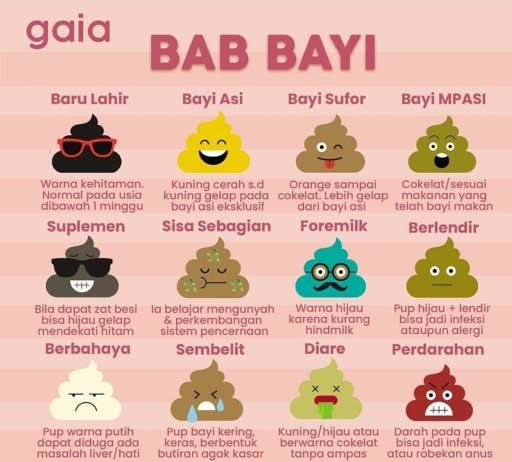 gaia
BAB BAYI
Baru Lahir
Warna kehitaman.
Normal pada usia
dibawah 1 minggu
Bayi Asi
Kuning cerah s.d
kuning gelap pada
bayi asi eksklusif
Bayi Sufor
Orange sampai
cokelat. Lebih gelap
dari bayi asi
Bayi MPASI
Cokelat/sesuai
makanan yang
telah bayi makan
Suplemen
Bila dapat zat besi
bisa hijau gelap
mendekati hitam
Sisa Sebagian
Ia belajar mengunyah
& perkembangan
sistem pencernaan
Foremilk
Warna hijau
karena kurang
hindmilk
Berlendir
Pup hijau + lendir
bisa jadi infeksi
ataupun alergi
Berbahaya
Pup warna putih
dapat diduga ada
masalah liver/hati
Sembelit
Pup bayi kering,
keras, berbentuk
butiran agak kasar
Diare
Kuning/hijau atau
berwarna cokelat
tanpa ampas
Perdarahan
Darah pada pup
bisa jadi infeksi,
atau robekan anus